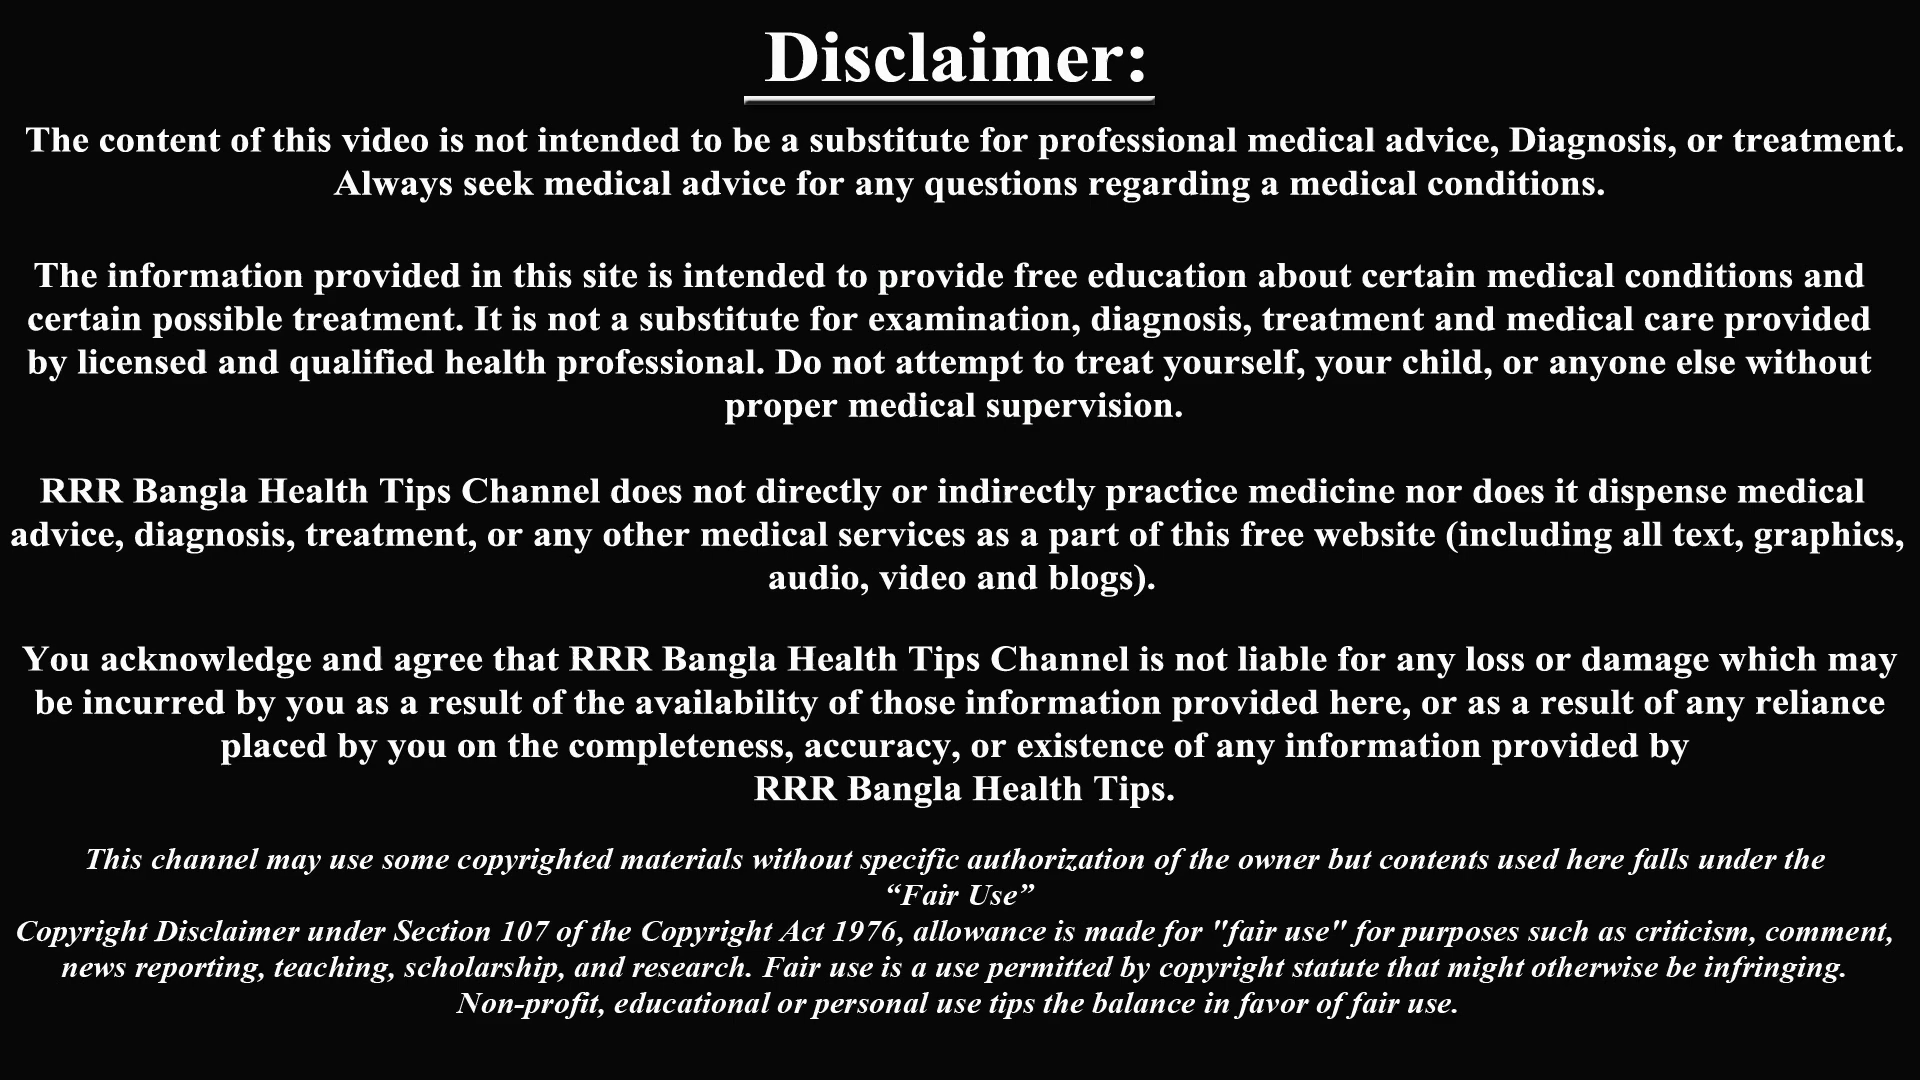 Disclaimer:
The content of this video is not intended to be a substitute for professional medical advice, Diagnosis, or treatment.
Always seek medical advice for any questions regarding a medical conditions.
The information provided in this site is intended to provide free education about certain medical conditions and
certain possible treatment. It is not a substitute for examination, diagnosis, treatment and medical care provided
by licensed and qualified health professional. Do not attempt to treat yourself, your child, or anyone else without
proper medical supervision.
RRR Bangla Health Tips Channel does not directly or indirectly practice medicine nor does it dispense medical
advice, diagnosis, treatment, or any other medical services as a part of this free website (including all text, graphics,
audio, video and blogs).
You acknowledge and agree that RRR Bangla Health Tips Channel is not liable for any loss or damage which may
be incurred by you as a result of the availability of those information provided here, or as a result of any reliance
placed by you on the completeness, accuracy, or existence of any information provided by
RRR Bangla Health Tips.
This channel may use some copyrighted materials without specific authorization of the owner but contents used here falls under the
“Fair Use”
Copyright Disclaimer under Section 107 of the Copyright Act 1976, allowance is made for "fair use" for purposes such as criticism, comment,
news reporting, teaching, scholarship, and research. Fair use is a use permitted by copyright statute that might otherwise be infringing.
Non-profit, educational or personal use tips the balance in favor of fair use.